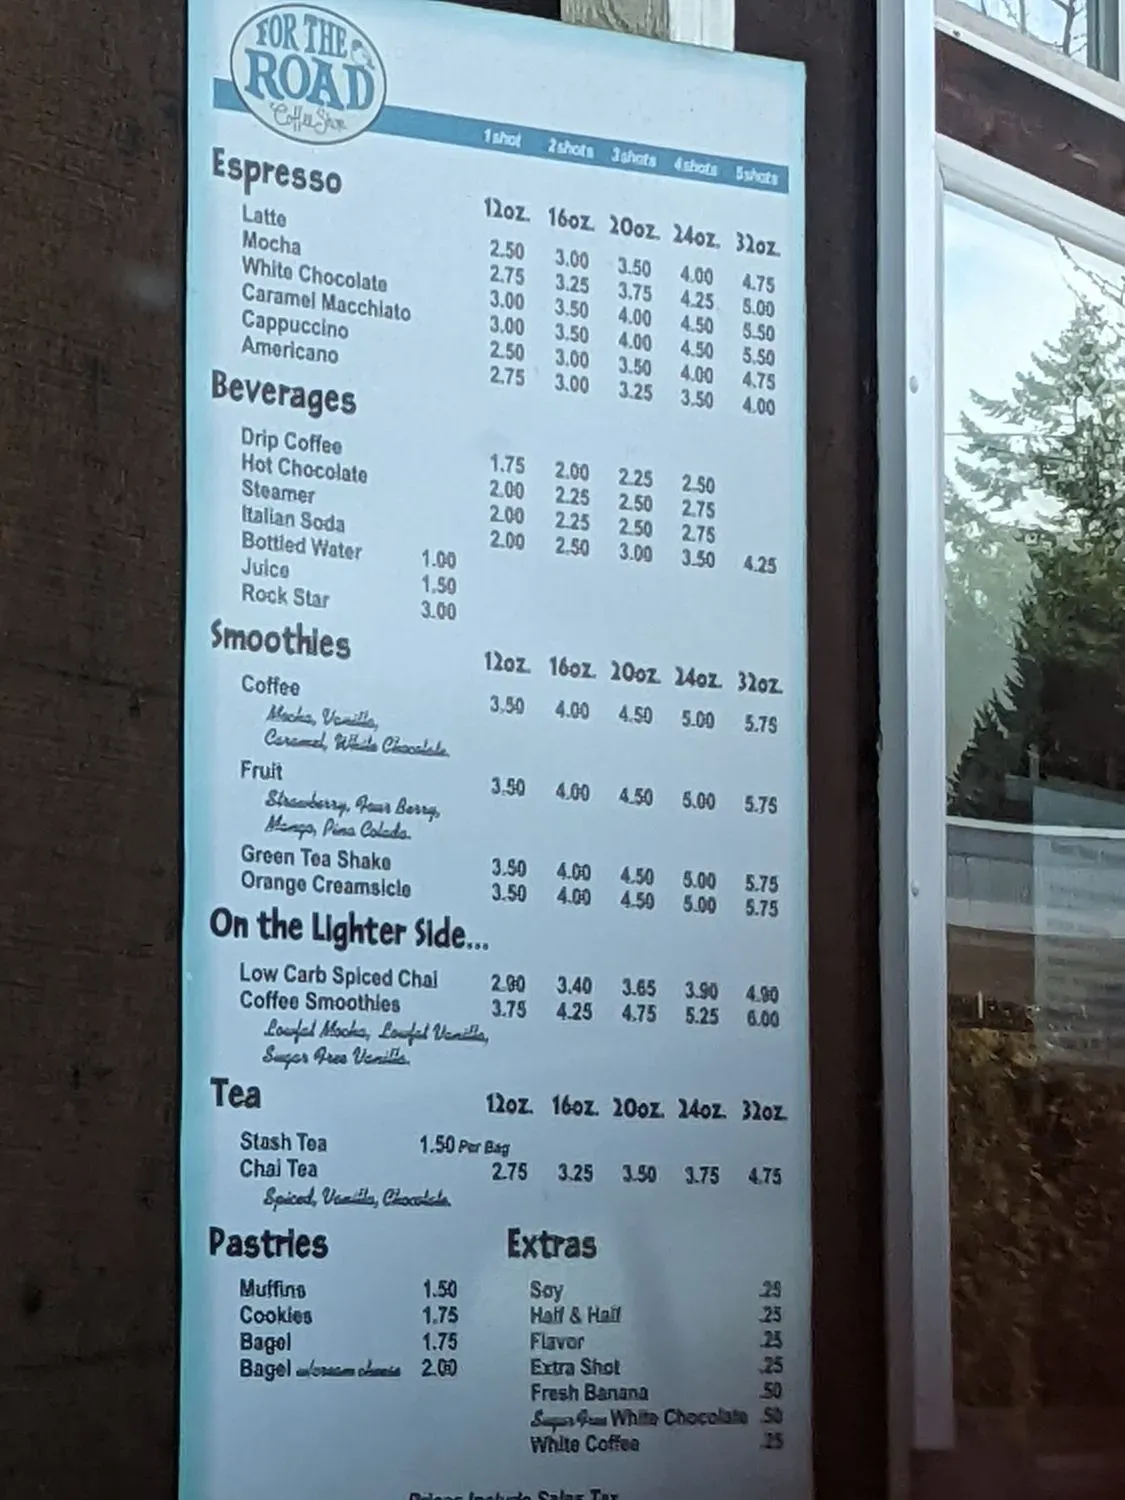 FOR THE
ROAD
Coffee Shop
1 shot 2 shots 3 shots 4 shots 5 shots
Espresso 12oz. 16oz. 20oz. 24oz. 32oz.
Latte 2.50 3.00 3.50 4.00 4.75
Mocha 2.75 3.25 3.75 4.25 5.00
White Chocolate 3.00 3.50 4.00 4.50 5.50
Caramel Macchiato 3.00 3.50 4.00 4.50 5.50
Cappuccino 2.50 3.00 3.50 4.00 4.75
Americano 2.75 3.00 3.25 3.50 4.00
Beverages
Drip Coffee 1.75 2.00 2.25 2.50
Hot Chocolate 2.00 2.25 2.50 2.75
Steamer 2.00 2.25 2.50 2.75
Italian Soda 2.00 2.50 3.00 3.50 4.25
Bottled Water 1.00
Juice 1.50
Rock Star 3.00
Smoothies 12oz. 16oz. 20oz. 24oz. 32oz.
Coffee 3.50 4.00 4.50 5.00 5.75
Mocha, Vanilla,
Caramel, White Chocolate.
Fruit 3.50 4.00 4.50 5.00 5.75
Strawberry, Four Berry,
Mango, Pina Colada.
Green Tea Shake 3.50 4.00 4.50 5.00 5.75
Orange Creamsicle 3.50 4.00 4.50 5.00 5.75
On the Lighter Side...
Low Carb Spiced Chai 2.90 3.40 3.65 3.90 4.90
Coffee Smoothies 3.75 4.25 4.75 5.25 6.00
Lowfat Mocha, Lowfat Vanilla,
Sugar Free Vanilla.
Tea 12oz. 16oz. 20oz. 24oz. 32oz.
Stash Tea 1.50 Per Bag
Chai Tea 2.75 3.25 3.50 3.75 4.75
Spiced, Vanilla, Chocolate.
Pastries
Muffins 1.50
Cookies 1.75
Bagel 1.75
Bagel w/cream cheese 2.00
Extras
Soy .25
Half & Half .25
Flavor .25
Extra Shot .25
Fresh Banana .50
Sugar Free White Chocolate .50
White Coffee .25
Prices Include Sales Tax